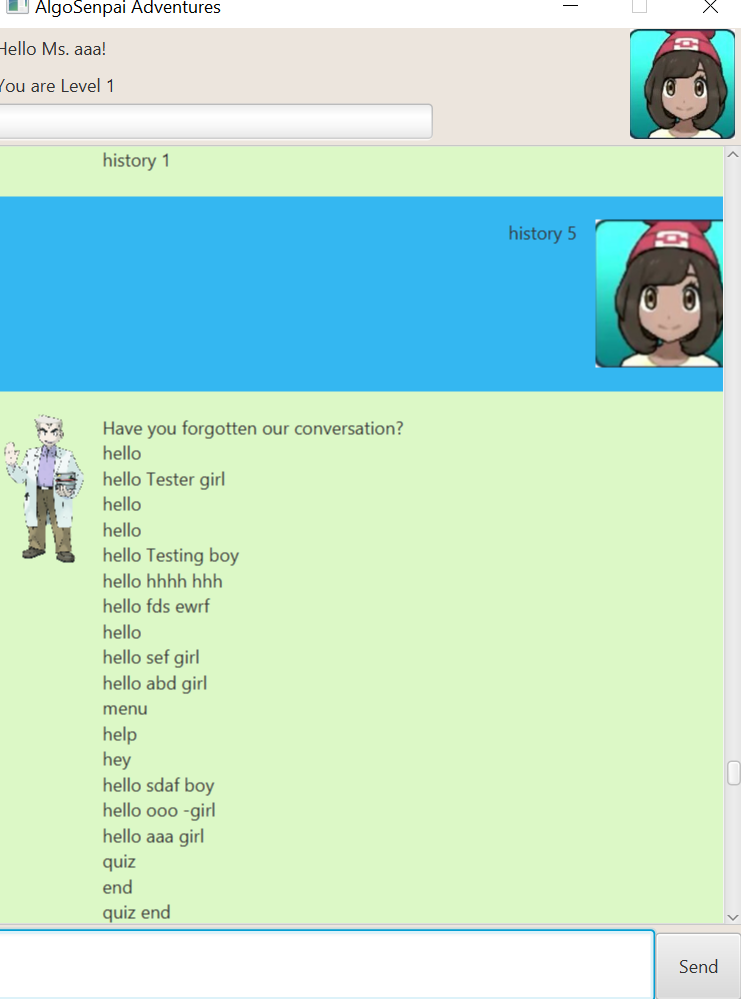 AlgoSenpai Adventures
Hello Ms. aaa!
You are Level 1
history 1
history 5
Have you forgotten our conversation?
hello
hello Tester girl
hello
hello
hello Testing boy
hello hhhh hhh
hello fds ewrf
hello
hello sef girl
hello abd girl
menu
help
hey
hello sdaf boy
hello ooo -girl
hello aaa girl
quiz
end
quiz end
Send